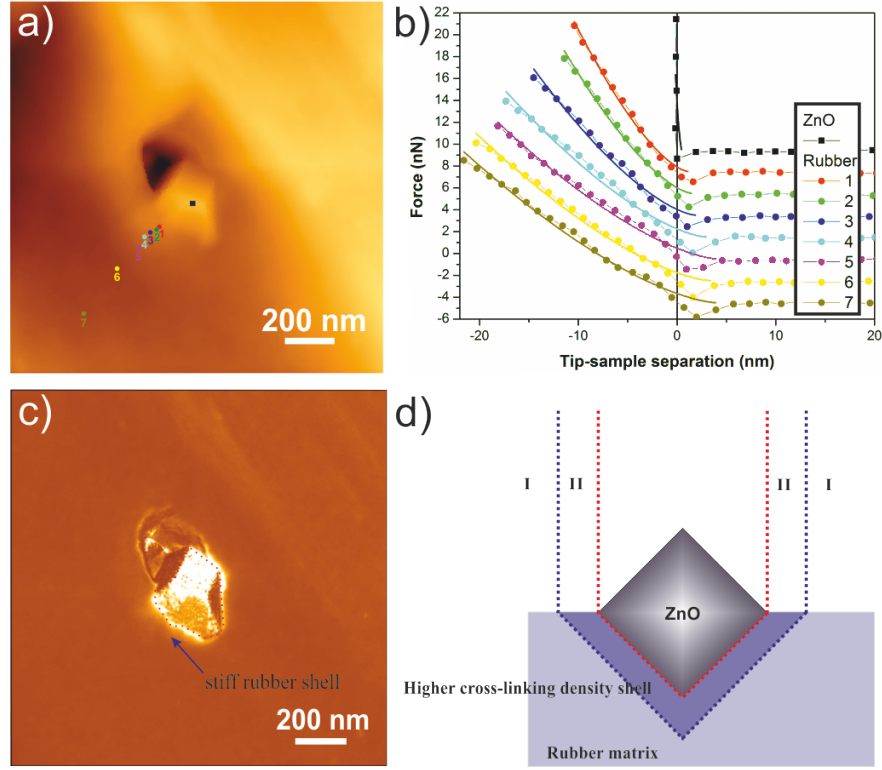 a)
1
2
3
4
5
6
7
200 nm
b)
22
20
18
16
14
12
10
8
6
4
2
0
-2
-4
-6
Force (nN)
-20
-10
0
10
20
Tip-sample separation (nm)
ZnO
Rubber
1
2
3
4
5
6
7
c)
stiff rubber shell
200 nm
d)
I
II
II
I
ZnO
Higher cross-linking density shell
Rubber matrix